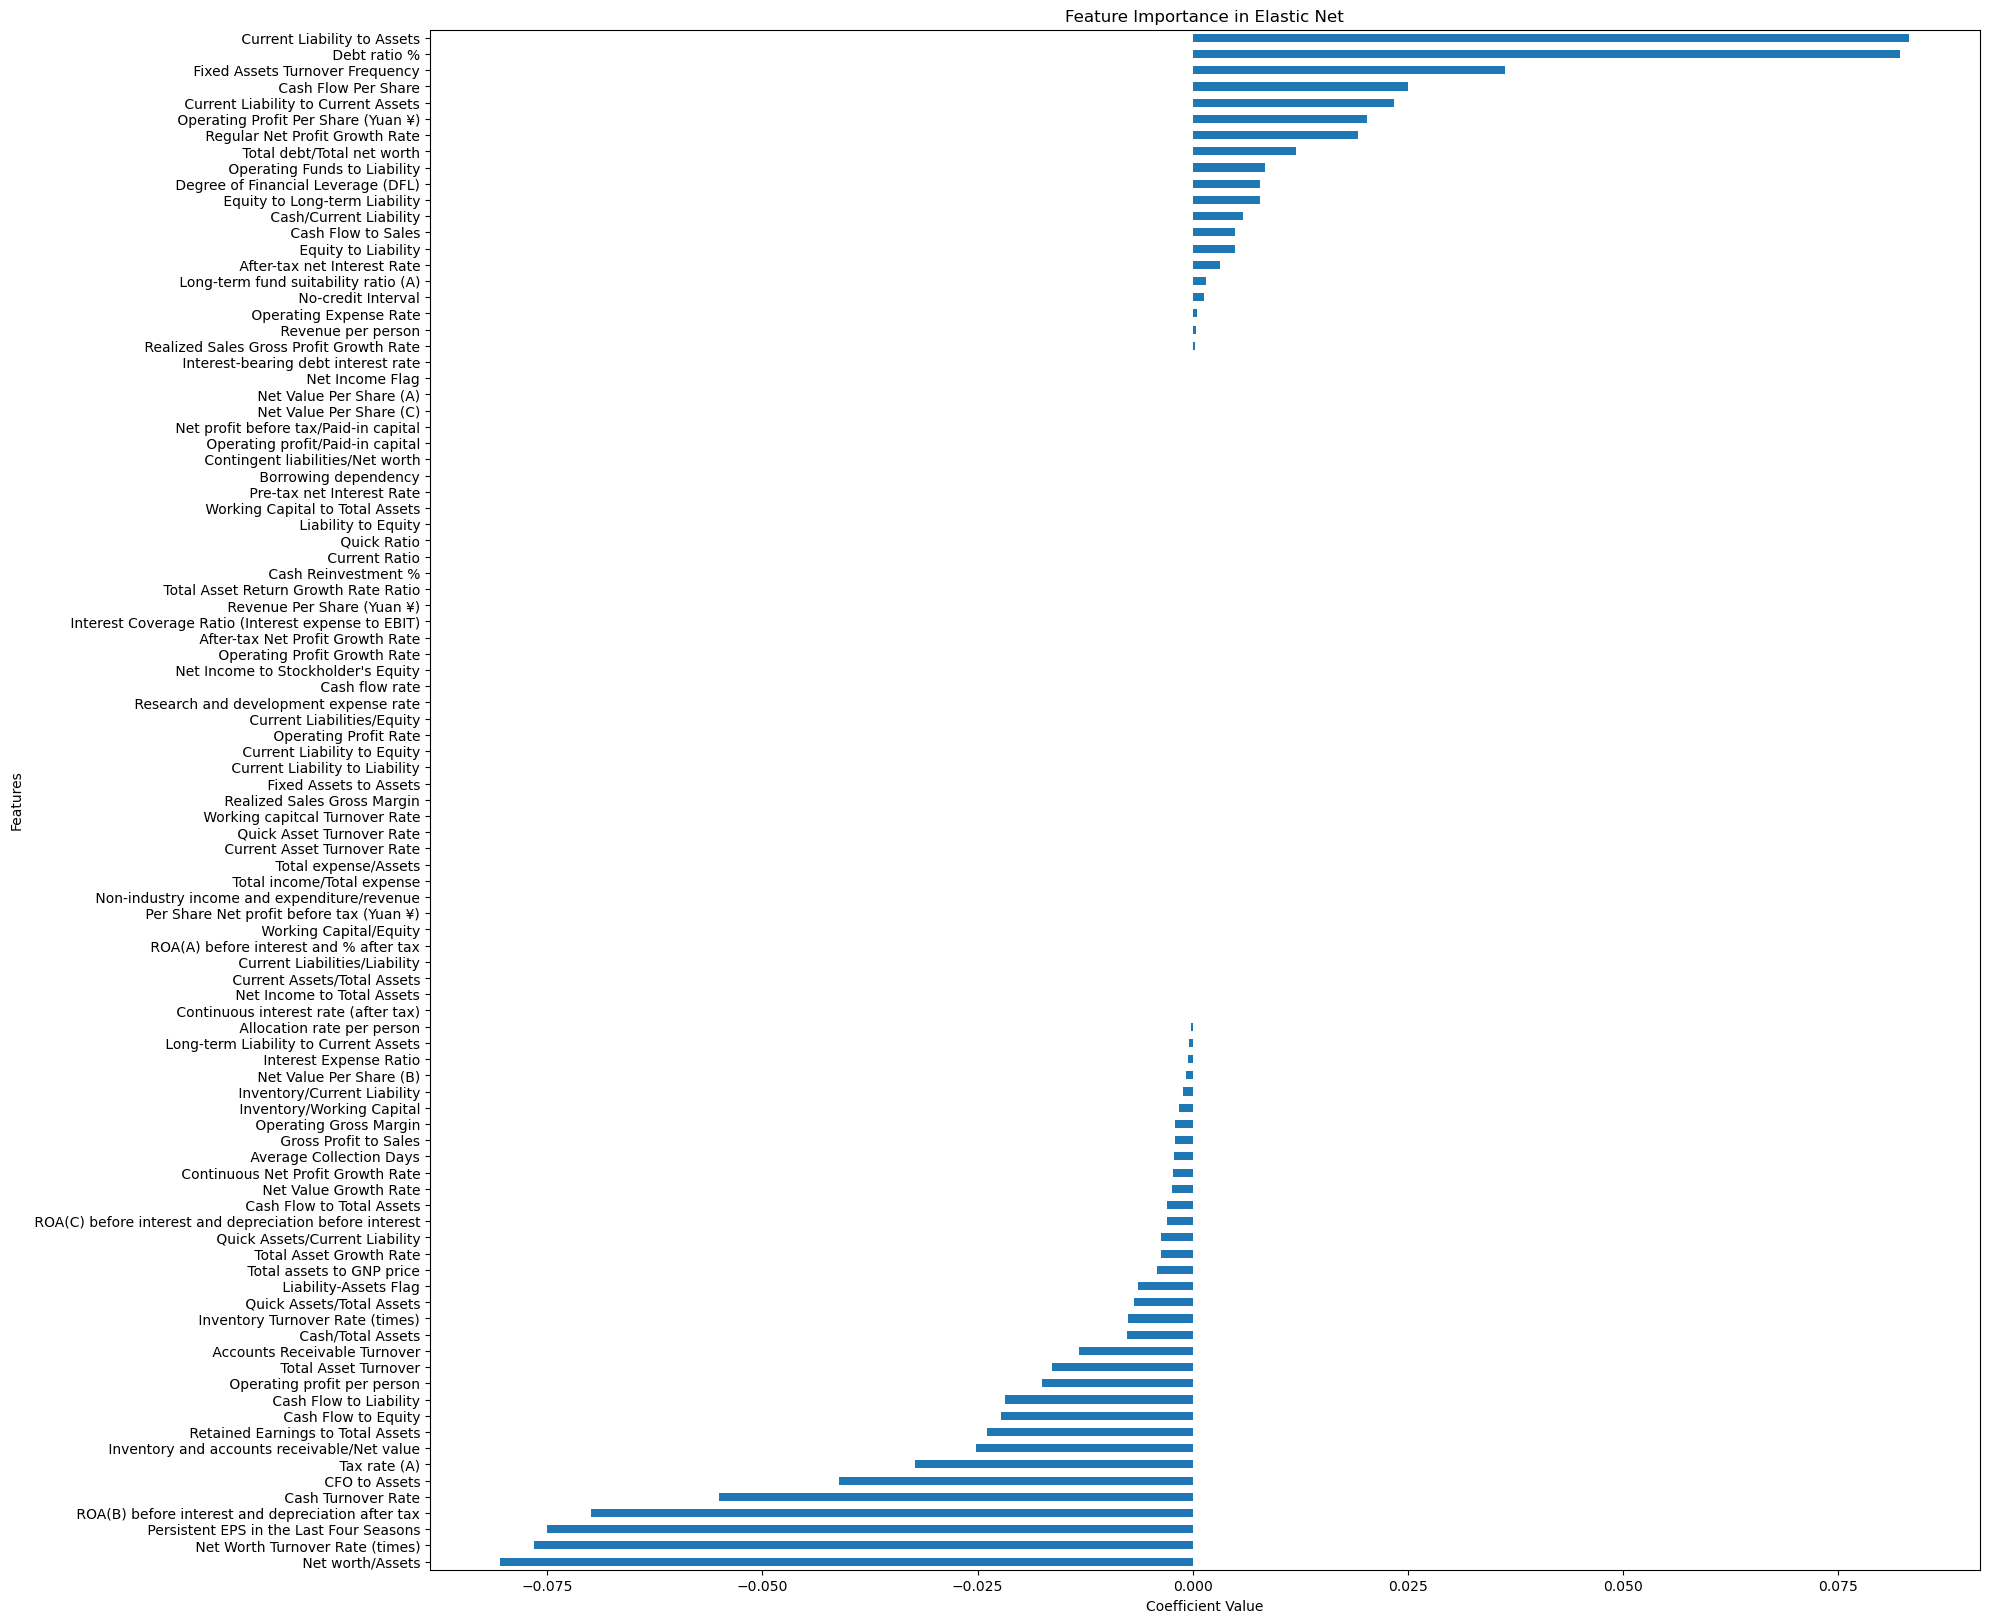 Feature Importance in Elastic Net
Current Liability to Assets
Debt ratio %
Fixed Assets Turnover Frequency
Cash Flow Per Share
Current Liability to Current Assets
Operating Profit Per Share (Yuan ¥)
Regular Net Profit Growth Rate
Total debt/Total net worth
Operating Funds to Liability
Degree of Financial Leverage (DFL)
Equity to Long-term Liability
Cash/Current Liability
Cash Flow to Sales
Equity to Liability
After-tax net Interest Rate
Long-term fund suitability ratio (A)
No-credit Interval
Operating Expense Rate
Revenue per person
Realized Sales Gross Profit Growth Rate
Interest-bearing debt interest rate
Net Income Flag
Net Value Per Share (A)
Net Value Per Share (C)
Net profit before tax/Paid-in capital
Operating profit/Paid-in capital
Contingent liabilities/Net worth
Borrowing dependency
Pre-tax net Interest Rate
Working Capital to Total Assets
Liability to Equity
Quick Ratio
Current Ratio
Cash Reinvestment %
Total Asset Return Growth Rate Ratio
Revenue Per Share (Yuan ¥)
Interest Coverage Ratio (Interest expense to EBIT)
After-tax Net Profit Growth Rate
Operating Profit Growth Rate
Net Income to Stockholder's Equity
Cash flow rate
Research and development expense rate
Current Liabilities/Equity
Operating Profit Rate
Current Liability to Equity
Current Liability to Liability
Fixed Assets to Assets
Realized Sales Gross Margin
Working capitcal Turnover Rate
Quick Asset Turnover Rate
Current Asset Turnover Rate
Total expense/Assets
Total income/Total expense
Non-industry income and expenditure/revenue
Per Share Net profit before tax (Yuan ¥)
Working Capital/Equity
ROA(A) before interest and % after tax
Current Liabilities/Liability
Current Assets/Total Assets
Net Income to Total Assets
Continuous interest rate (after tax)
Allocation rate per person
Long-term Liability to Current Assets
Interest Expense Ratio
Net Value Per Share (B)
Inventory/Current Liability
Inventory/Working Capital
Operating Gross Margin
Gross Profit to Sales
Average Collection Days
Continuous Net Profit Growth Rate
Net Value Growth Rate
Cash Flow to Total Assets
ROA(C) before interest and depreciation before interest
Quick Assets/Current Liability
Total Asset Growth Rate
Total assets to GNP price
Liability-Assets Flag
Quick Assets/Total Assets
Inventory Turnover Rate (times)
Cash/Total Assets
Accounts Receivable Turnover
Total Asset Turnover
Operating profit per person
Cash Flow to Liability
Cash Flow to Equity
Retained Earnings to Total Assets
Inventory and accounts receivable/Net value
Tax rate (A)
CFO to Assets
Cash Turnover Rate
ROA(B) before interest and depreciation after tax
Persistent EPS in the Last Four Seasons
Net Worth Turnover Rate (times)
Net worth/Assets
Features
−0.075 −0.050 −0.025 0.000 0.025 0.050 0.075
Coefficient Value